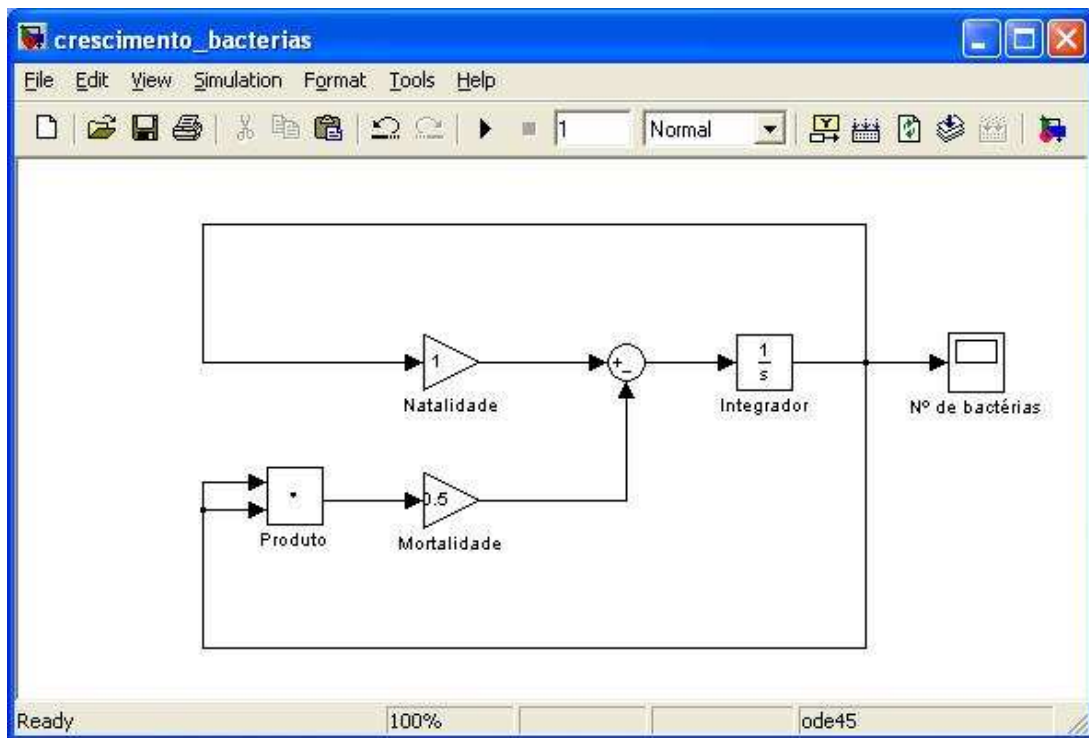 crescimento_bacterias
File Edit View Simulation Format Tools Help
1 Normal
1
+
-
1
s
Natalidade
Integrador
Nº de bactérias
0.5
Produto
Mortalidade
Ready 100% ode45